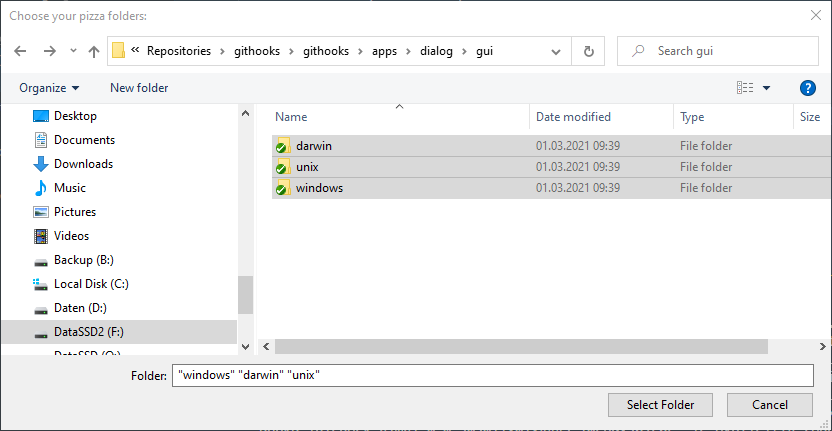 Choose your pizza folders:
« Repositories › githooks › githooks › apps › dialog › gui
Search gui
Organize New folder
?
Name Date modified Type Size
Desktop
Documents
Downloads
Music
Pictures
Videos
Backup (B:)
Local Disk (C:)
Daten (D:)
DataSSD2 (F:)
darwin 01.03.2021 09:39 File folder
unix 01.03.2021 09:39 File folder
windows 01.03.2021 09:39 File folder
Folder: "windows" "darwin" "unix"
Select Folder Cancel